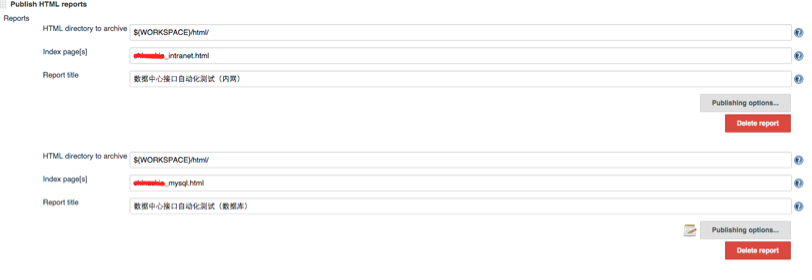 Publish HTML reports
Reports
HTML directory to archive
${WORKSPACE}/html/
Index page[s]
_intranet.html
Report title
数据中心接口自动化测试（内网）
Publishing options...
Delete report
HTML directory to archive
${WORKSPACE}/html/
Index page[s]
_mysql.html
Report title
数据中心接口自动化测试（数据库）
Publishing options...
Delete report